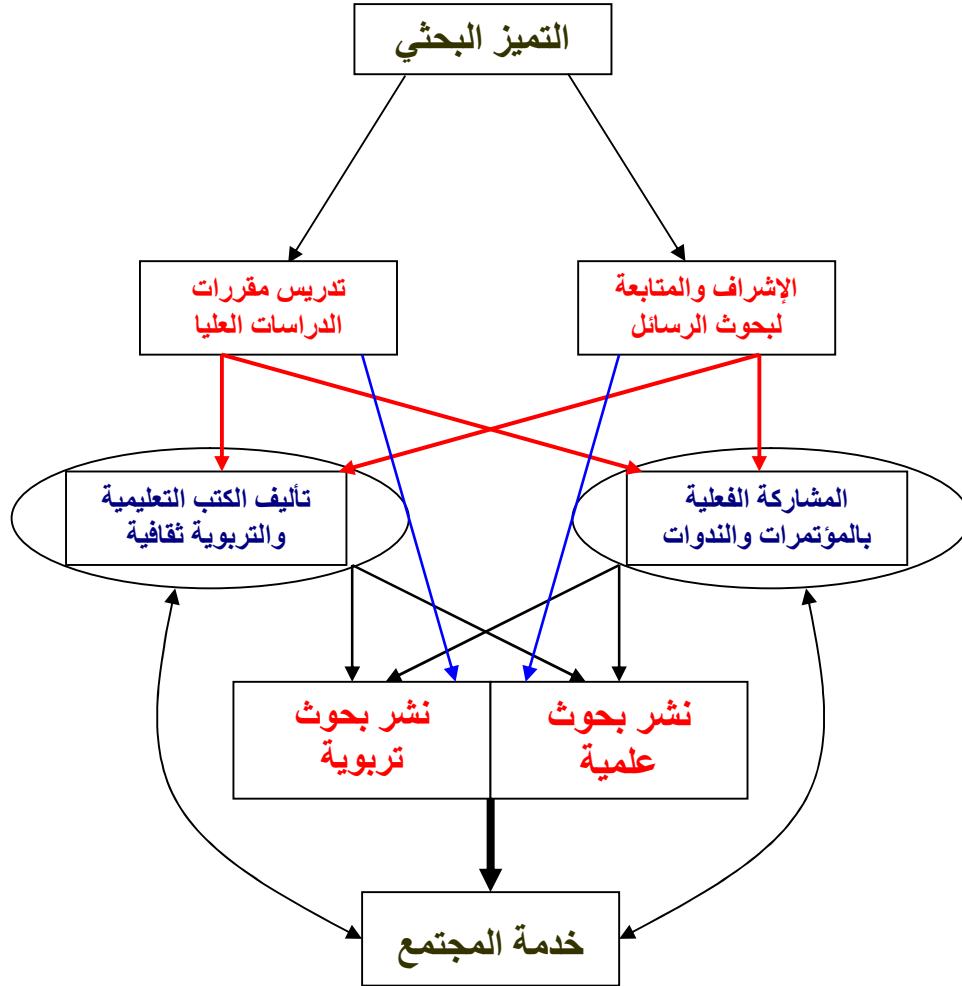 التميز البحثي
الإشراف والمتابعة
لبحوث الرسائل
تدريس مقررات
الدراسات العليا
المشاركة الفعلية
بالمؤتمرات والندوات
تأليف الكتب التعليمية
والتربوية ثقافية
نشر بحوث
علمية
نشر بحوث
تربوية
خدمة المجتمع